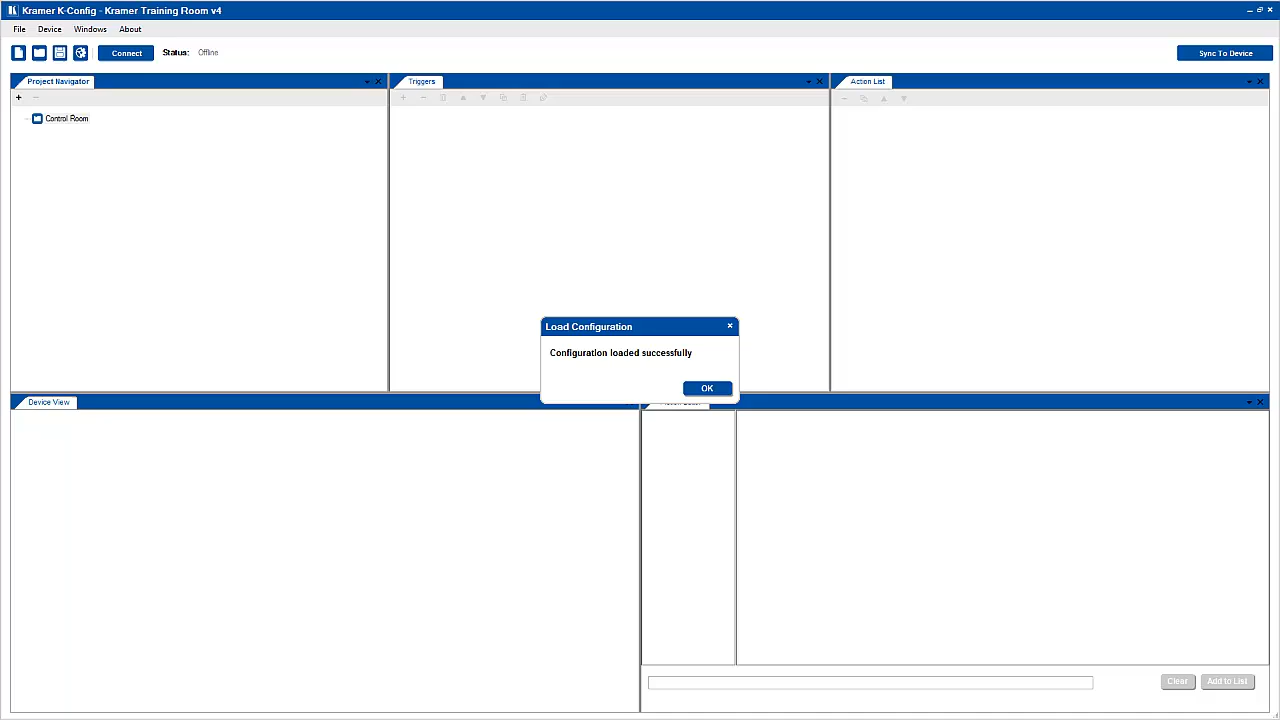 Kramer K-Config - Kramer Training Room v4
File Device Windows About
Connect Status: Offline Sync To Device
Project Navigator Triggers Action List
Control Room
Load Configuration
Configuration loaded successfully
OK
Device View
Clear Add to List